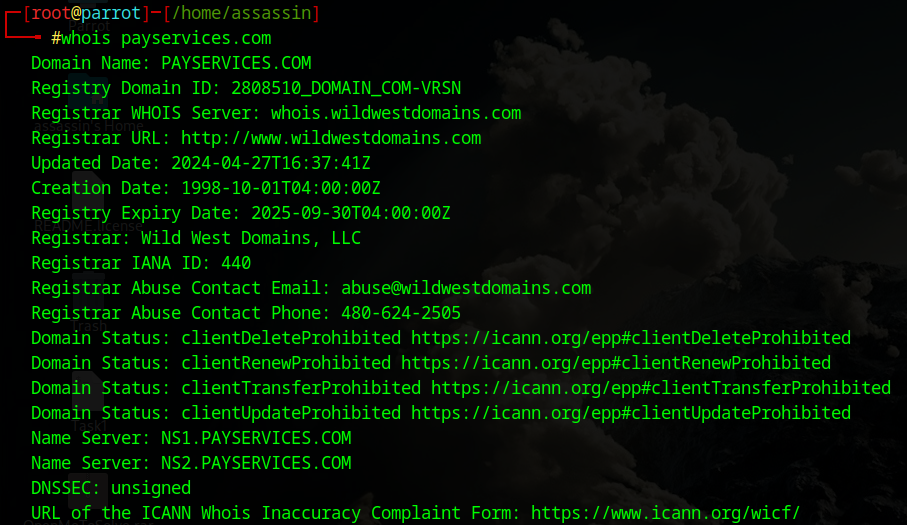 ┌─[root@parrot]─[/home/assassin]
└──╼ #whois payservices.com
Domain Name: PAYSERVICES.COM
Registry Domain ID: 2808510_DOMAIN_COM-VRSN
Registrar WHOIS Server: whois.wildwestdomains.com
Registrar URL: http://www.wildwestdomains.com
Updated Date: 2024-04-27T16:37:41Z
Creation Date: 1998-10-01T04:00:00Z
Registry Expiry Date: 2025-09-30T04:00:00Z
Registrar: Wild West Domains, LLC
Registrar IANA ID: 440
Registrar Abuse Contact Email: abuse@wildwestdomains.com
Registrar Abuse Contact Phone: 480-624-2505
Domain Status: clientDeleteProhibited https://icann.org/epp#clientDeleteProhibited
Domain Status: clientRenewProhibited https://icann.org/epp#clientRenewProhibited
Domain Status: clientTransferProhibited https://icann.org/epp#clientTransferProhibited
Domain Status: clientUpdateProhibited https://icann.org/epp#clientUpdateProhibited
Name Server: NS1.PAYSERVICES.COM
Name Server: NS2.PAYSERVICES.COM
DNSSEC: unsigned
URL of the ICANN Whois Inaccuracy Complaint Form: https://www.icann.org/wicf/